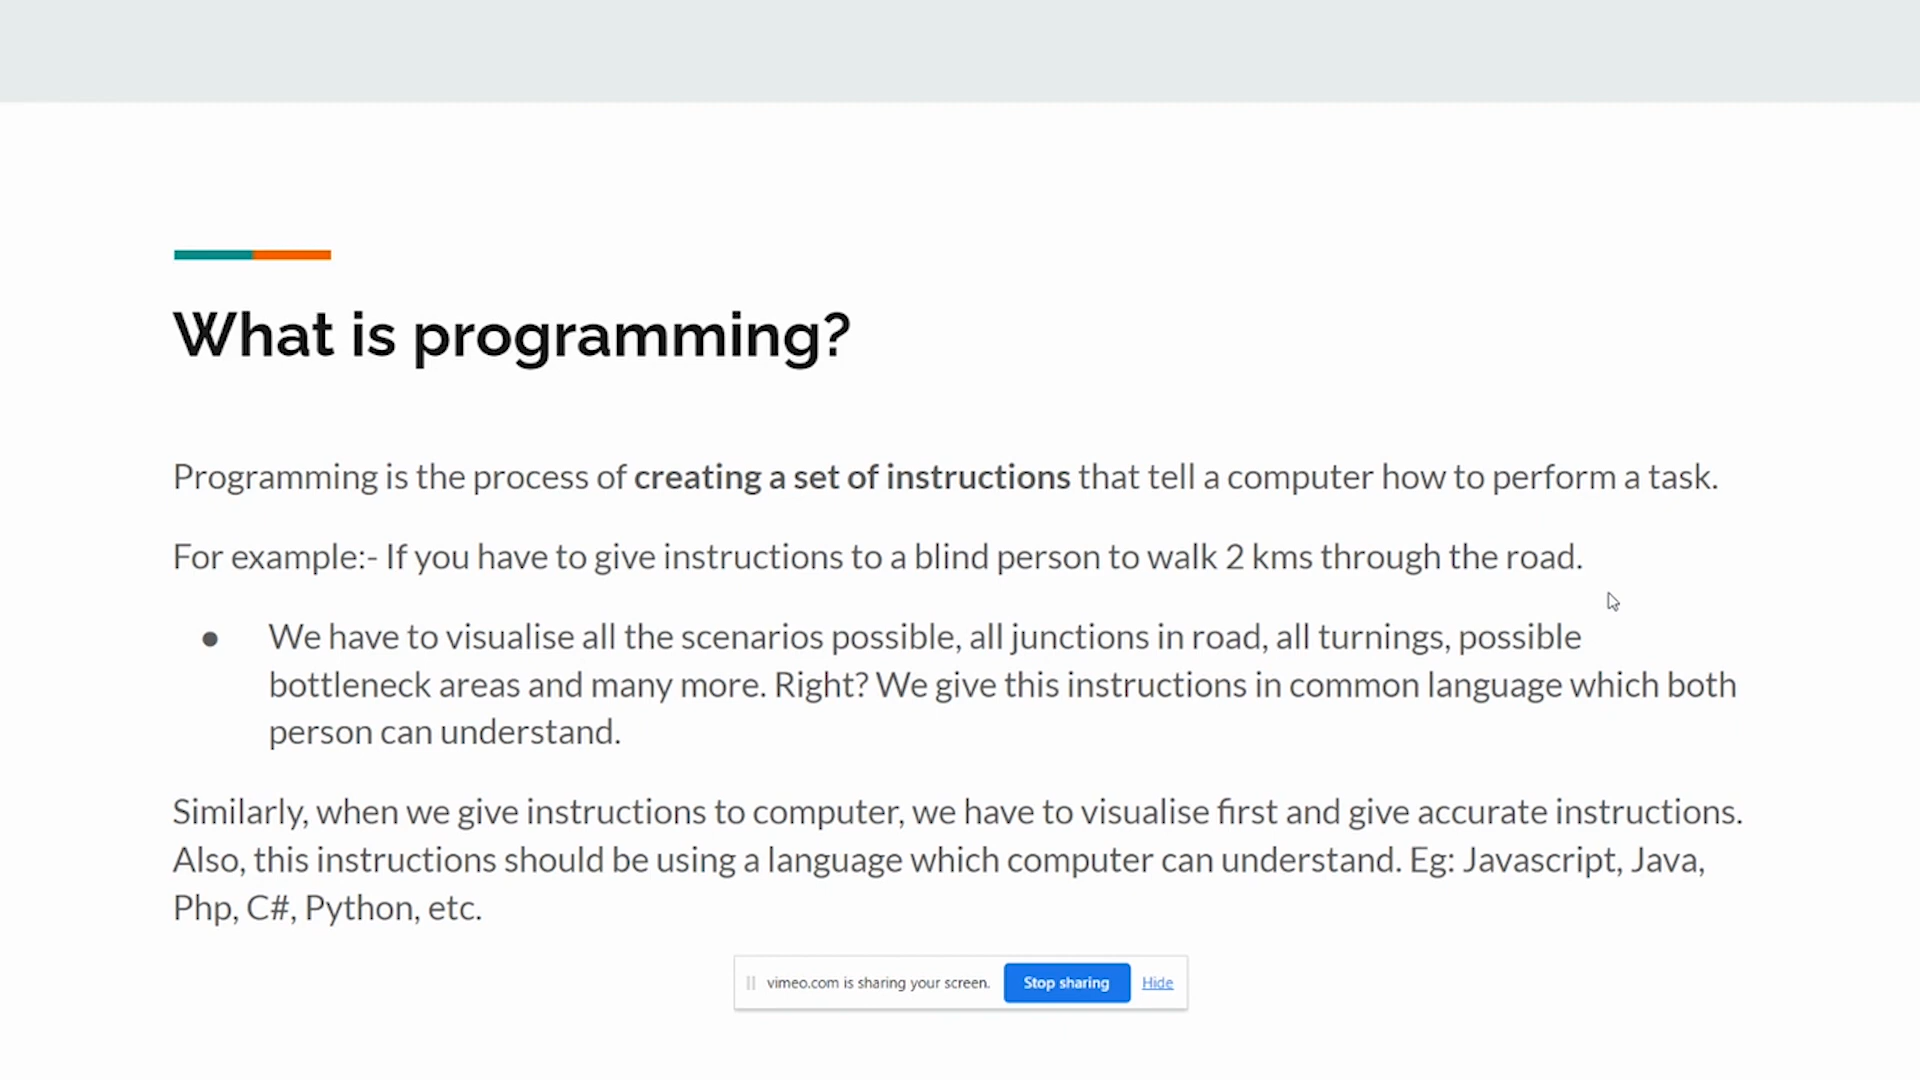 What is programming?
Programming is the process of creating a set of instructions that tell a computer how to perform a task.
For example:- If you have to give instructions to a blind person to walk 2 kms through the road.
● We have to visualise all the scenarios possible, all junctions in road, all turnings, possible
bottleneck areas and many more. Right? We give this instructions in common language which both
person can understand.
Similarly, when we give instructions to computer, we have to visualise first and give accurate instructions.
Also, this instructions should be using a language which computer can understand. Eg: Javascript, Java,
Php, C#, Python, etc.
vimeo.com is sharing your screen. Stop sharing Hide